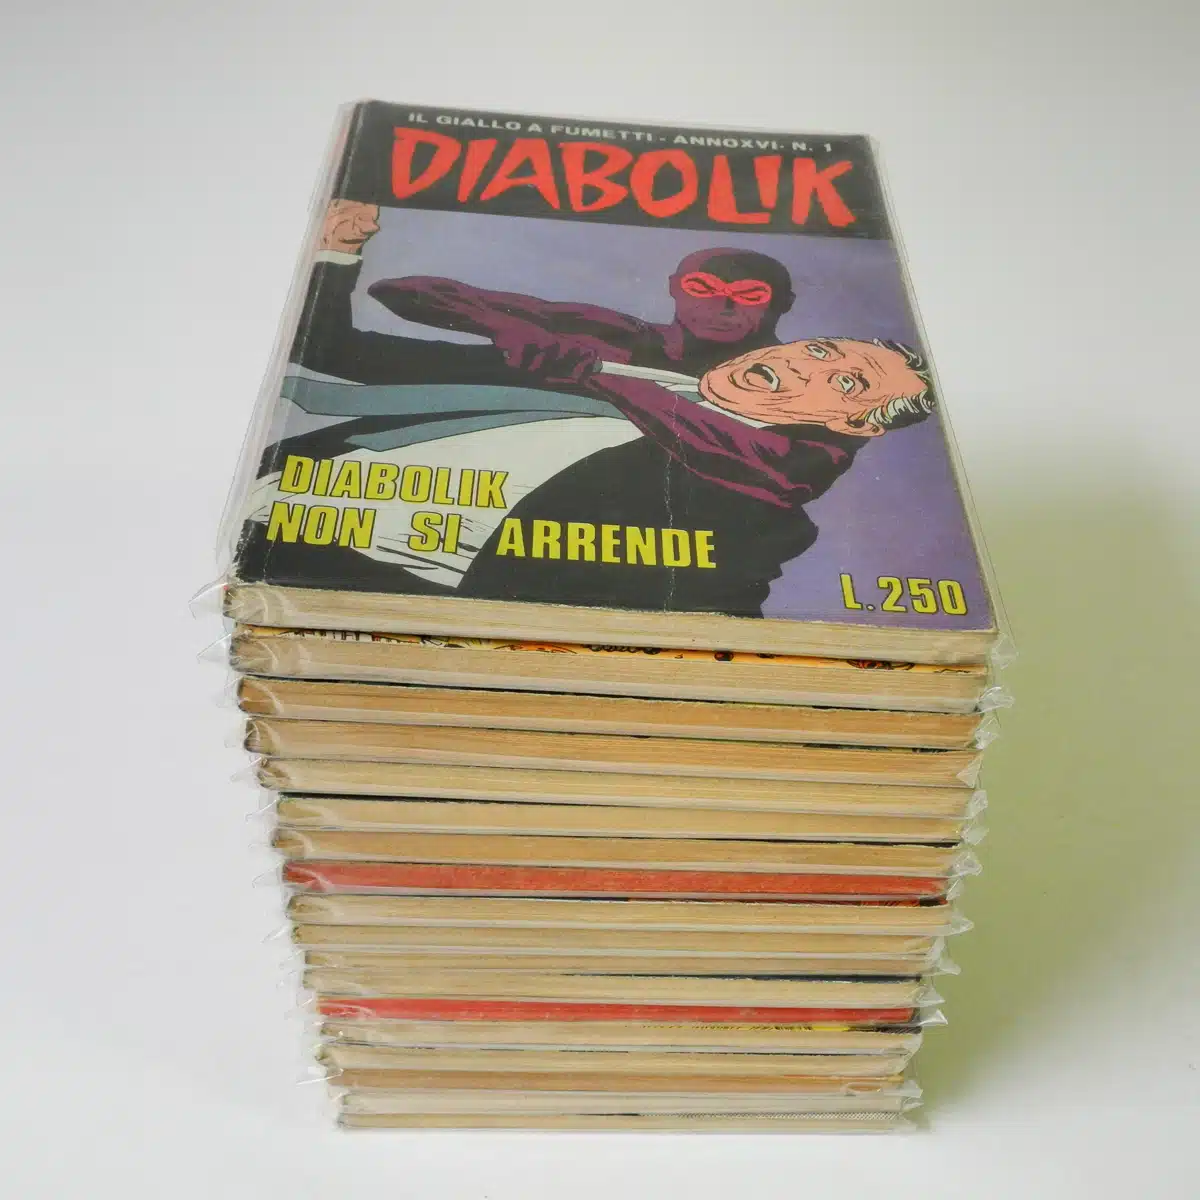 IL GIALLO A FUMETTI - ANNOXVI - N. 1
DIABOLIK
DIABOLIK
NON SI ARRENDE
L.250